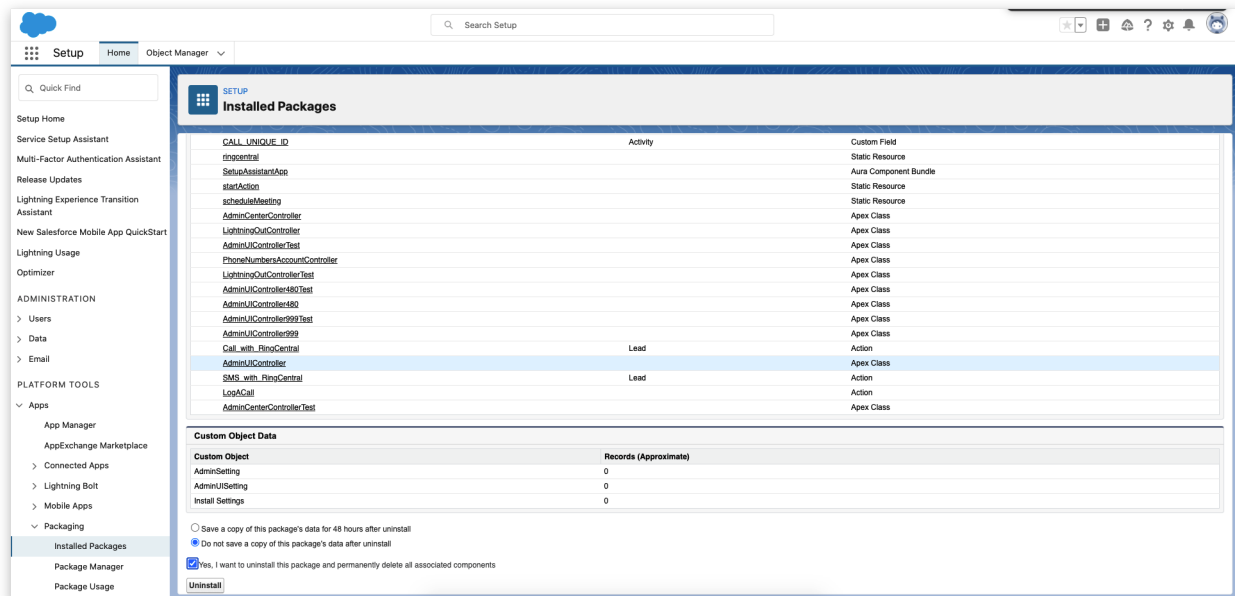 Search Setup
Setup
Home
Object Manager
Quick Find
Setup Home
Service Setup Assistant
Multi-Factor Authentication Assistant
Release Updates
Lightning Experience Transition
Assistant
New Salesforce Mobile App QuickStart
Lightning Usage
Optimizer
ADMINISTRATION
Users
Data
Email
PLATFORM TOOLS
Apps
App Manager
AppExchange Marketplace
Connected Apps
Lightning Bolt
Mobile Apps
Packaging
Installed Packages
Package Manager
Package Usage
SETUP
Installed Packages
CALL_UNIQUE_ID Activity Custom Field
ringcentral Static Resource
SetupAssistantApp Aura Component Bundle
startAction Static Resource
scheduleMeeting Static Resource
AdminCenterController Apex Class
LightningOutController Apex Class
AdminUIControllerTest Apex Class
PhoneNumbersAccountController Apex Class
LightningOutControllerTest Apex Class
AdminUIController480Test Apex Class
AdminUIController480 Apex Class
AdminUIController999Test Apex Class
AdminUIController999 Apex Class
Call_with_RingCentral Lead Action
AdminUIController Apex Class
SMS_with_RingCentral Lead Action
LogACall Action
AdminCenterControllerTest Apex Class
Custom Object Data
Custom Object Records (Approximate)
AdminSetting 0
AdminUISetting 0
Install Settings 0
Save a copy of this package's data for 48 hours after uninstall
Do not save a copy of this package's data after uninstall
Yes, I want to uninstall this package and permanently delete all associated components
Uninstall